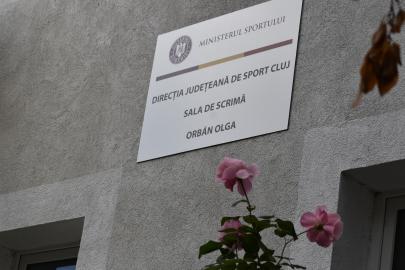 MINISTERUL SPORTULUI
DIRECȚIA JUDEȚEANĂ DE SPORT CLUJ
SALA DE SCRIMĂ
ORBÁN OLGA